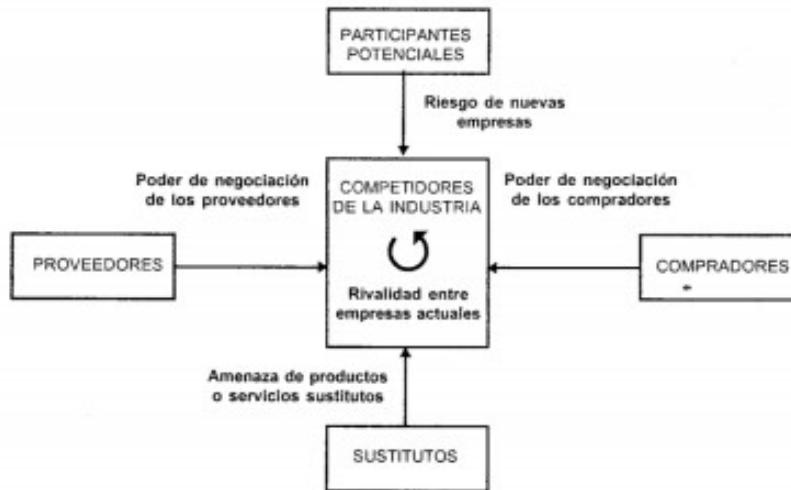 PARTICIPANTES
POTENCIALES
Riesgo de nuevas
empresas
Poder de negociación
de los proveedores
COMPETIDORES
DE LA INDUSTRIA
Poder de negociación
de los compradores
PROVEEDORES
COMPRADORES
Rivalidad entre
empresas actuales
Amenaza de productos
o servicios sustitutos
SUSTITUTOS